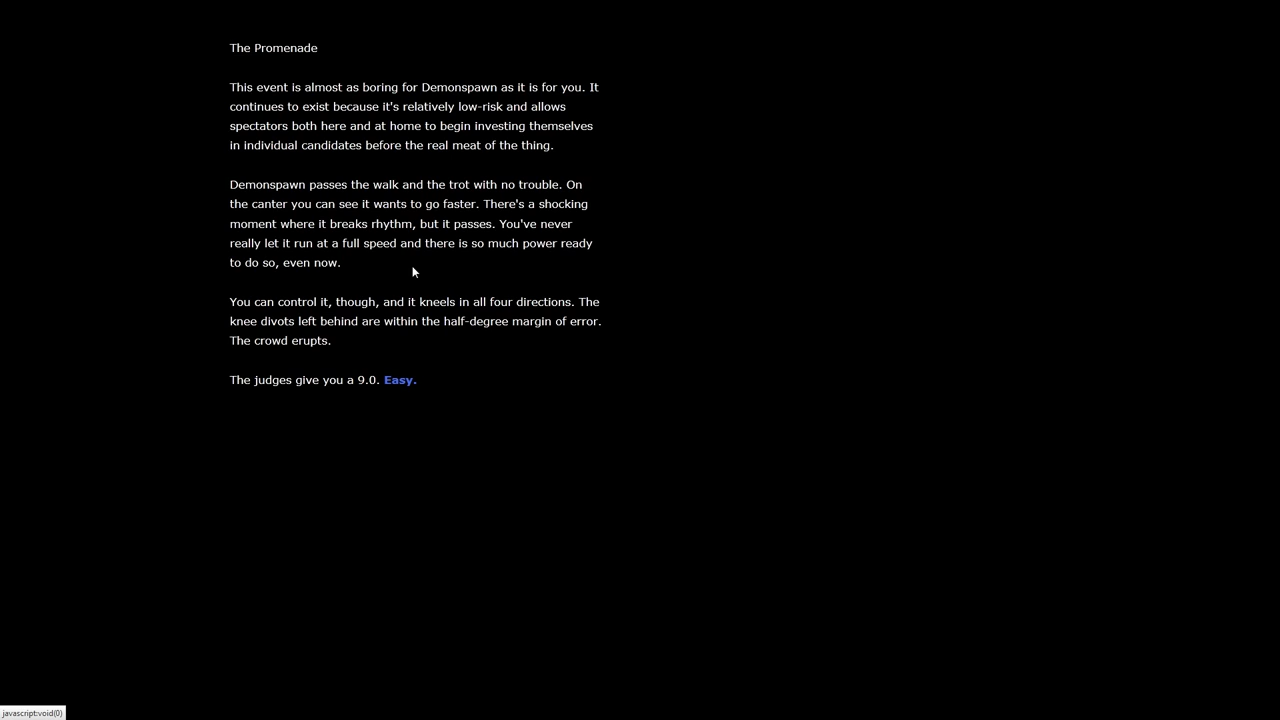 The Promenade
This event is almost as boring for Demonspawn as it is for you. It
continues to exist because it's relatively low-risk and allows
spectators both here and at home to begin investing themselves
in individual candidates before the real meat of the thing.
Demonspawn passes the walk and the trot with no trouble. On
the canter you can see it wants to go faster. There's a shocking
moment where it breaks rhythm, but it passes. You've never
really let it run at a full speed and there is so much power ready
to do so, even now.
You can control it, though, and it kneels in all four directions. The
knee divots left behind are within the half-degree margin of error.
The crowd erupts.
The judges give you a 9.0. Easy.
javascript:void(0)